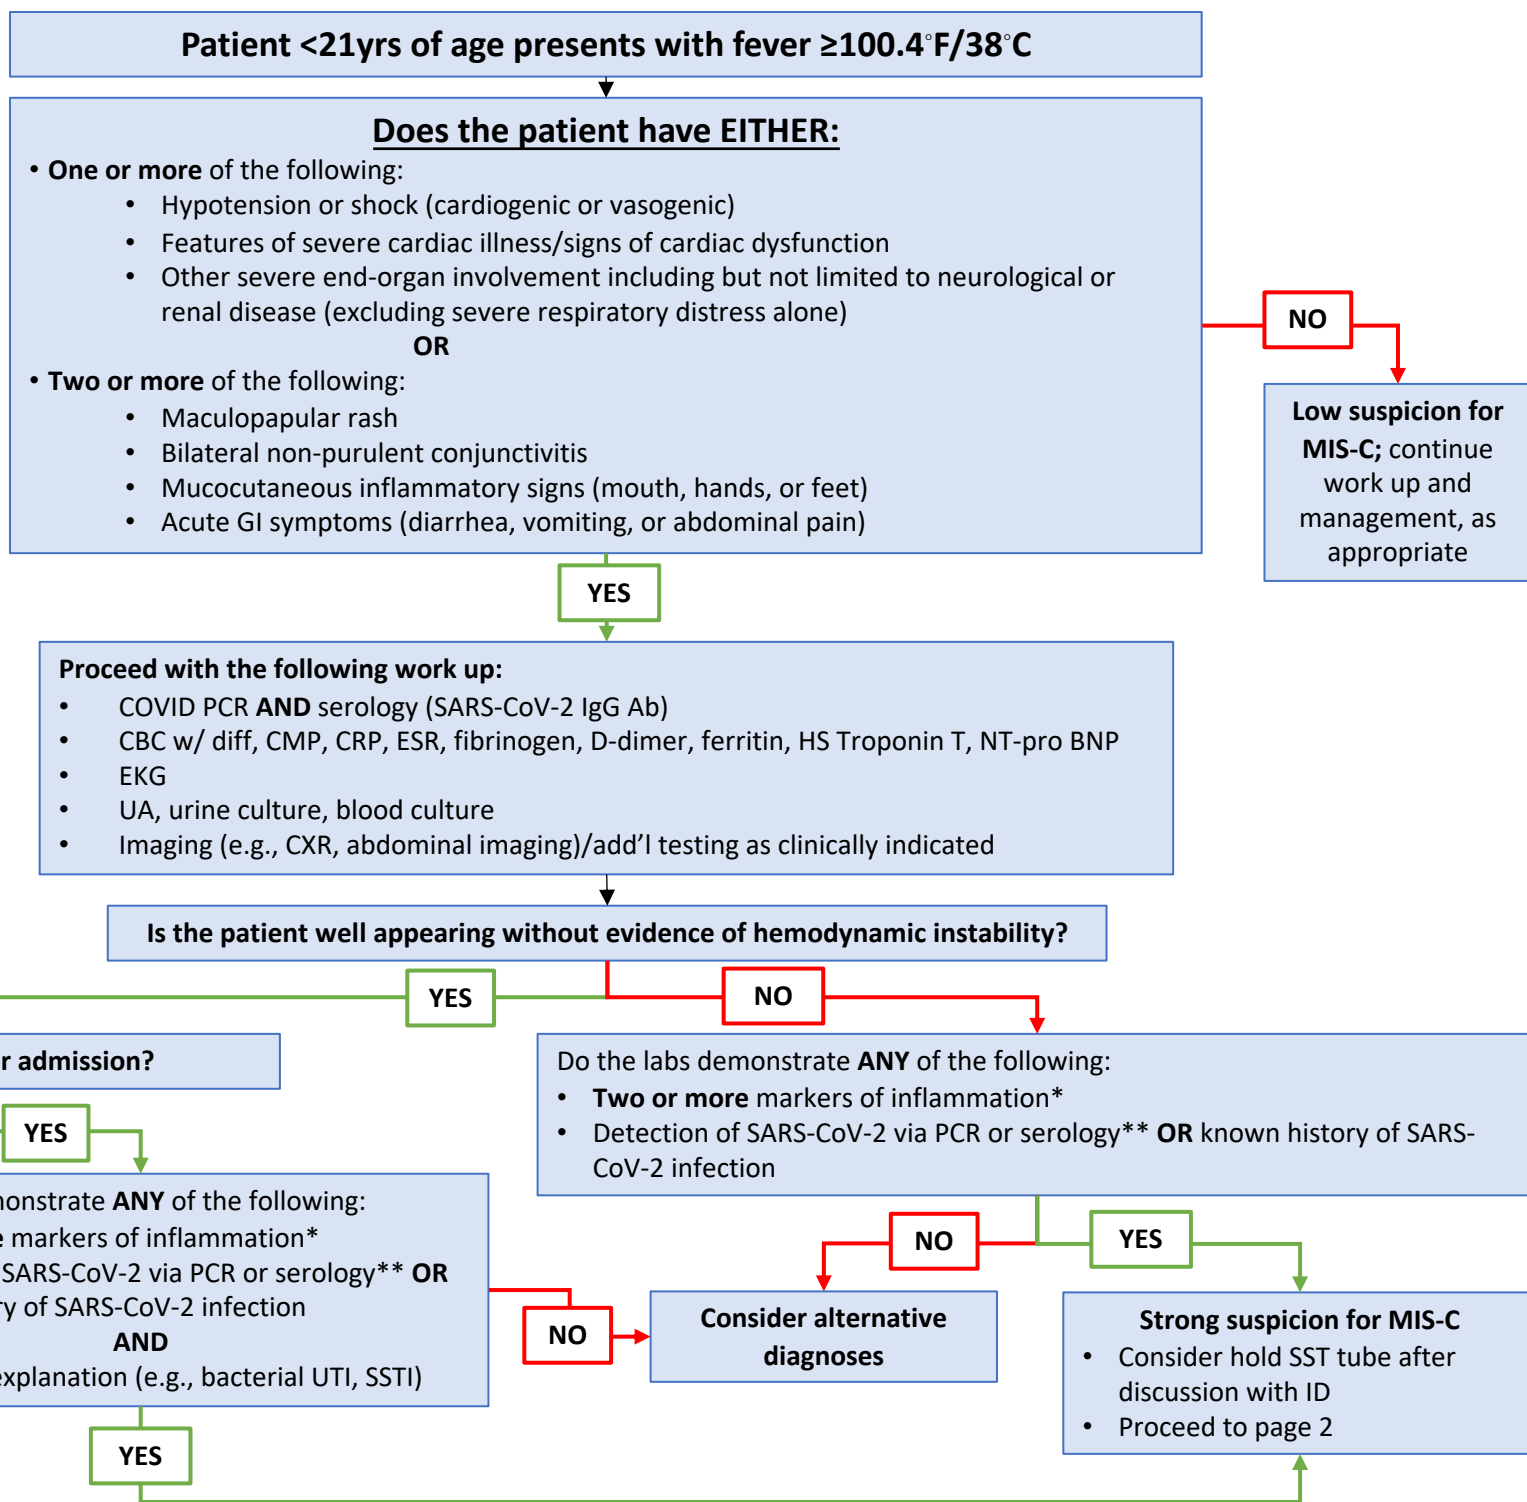 Patient <21yrs of age presents with fever ≥100.4°F/38°C
Does the patient have EITHER:
• One or more of the following:
• Hypotension or shock (cardiogenic or vasogenic)
• Features of severe cardiac illness/signs of cardiac dysfunction
• Other severe end-organ involvement including but not limited to neurological or
renal disease (excluding severe respiratory distress alone)
OR
• Two or more of the following:
• Maculopapular rash
• Bilateral non-purulent conjunctivitis
• Mucocutaneous inflammatory signs (mouth, hands, or feet)
• Acute GI symptoms (diarrhea, vomiting, or abdominal pain)
NO
Low suspicion for
MIS-C; continue
work up and
management, as
appropriate
YES
Proceed with the following work up:
• COVID PCR AND serology (SARS-CoV-2 IgG Ab)
• CBC w/ diff, CMP, CRP, ESR, fibrinogen, D-dimer, ferritin, HS Troponin T, NT-pro BNP
• EKG
• UA, urine culture, blood culture
• Imaging (e.g., CXR, abdominal imaging)/add’l testing as clinically indicated
Is the patient well appearing without evidence of hemodynamic instability?
YES
NO
r admission?
YES
Do the labs demonstrate ANY of the following:
• Two or more markers of inflammation*
• Detection of SARS-CoV-2 via PCR or serology** OR known history of SARS-
CoV-2 infection
monstrate ANY of the following:
e markers of inflammation*
SARS-CoV-2 via PCR or serology** OR
ry of SARS-CoV-2 infection
AND
explanation (e.g., bacterial UTI, SSTI)
NO
NO
YES
Consider alternative
diagnoses
Strong suspicion for MIS-C
• Consider hold SST tube after
discussion with ID
• Proceed to page 2
YES